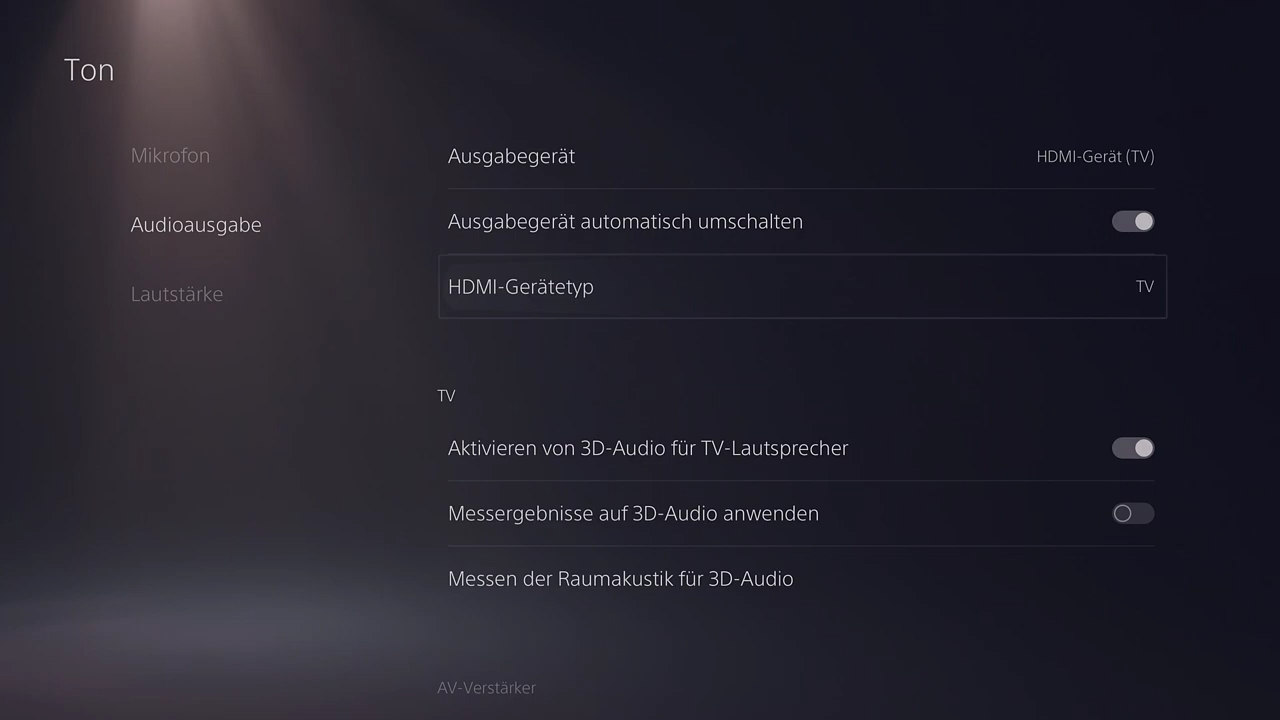 Ton
Mikrofon
Audioausgabe
Lautstärke
Ausgabegerät HDMI-Gerät (TV)
Ausgabegerät automatisch umschalten
HDMI-Gerätetyp TV
TV
Aktivieren von 3D-Audio für TV-Lautsprecher
Messergebnisse auf 3D-Audio anwenden
Messen der Raumakustik für 3D-Audio
AV-Verstärker